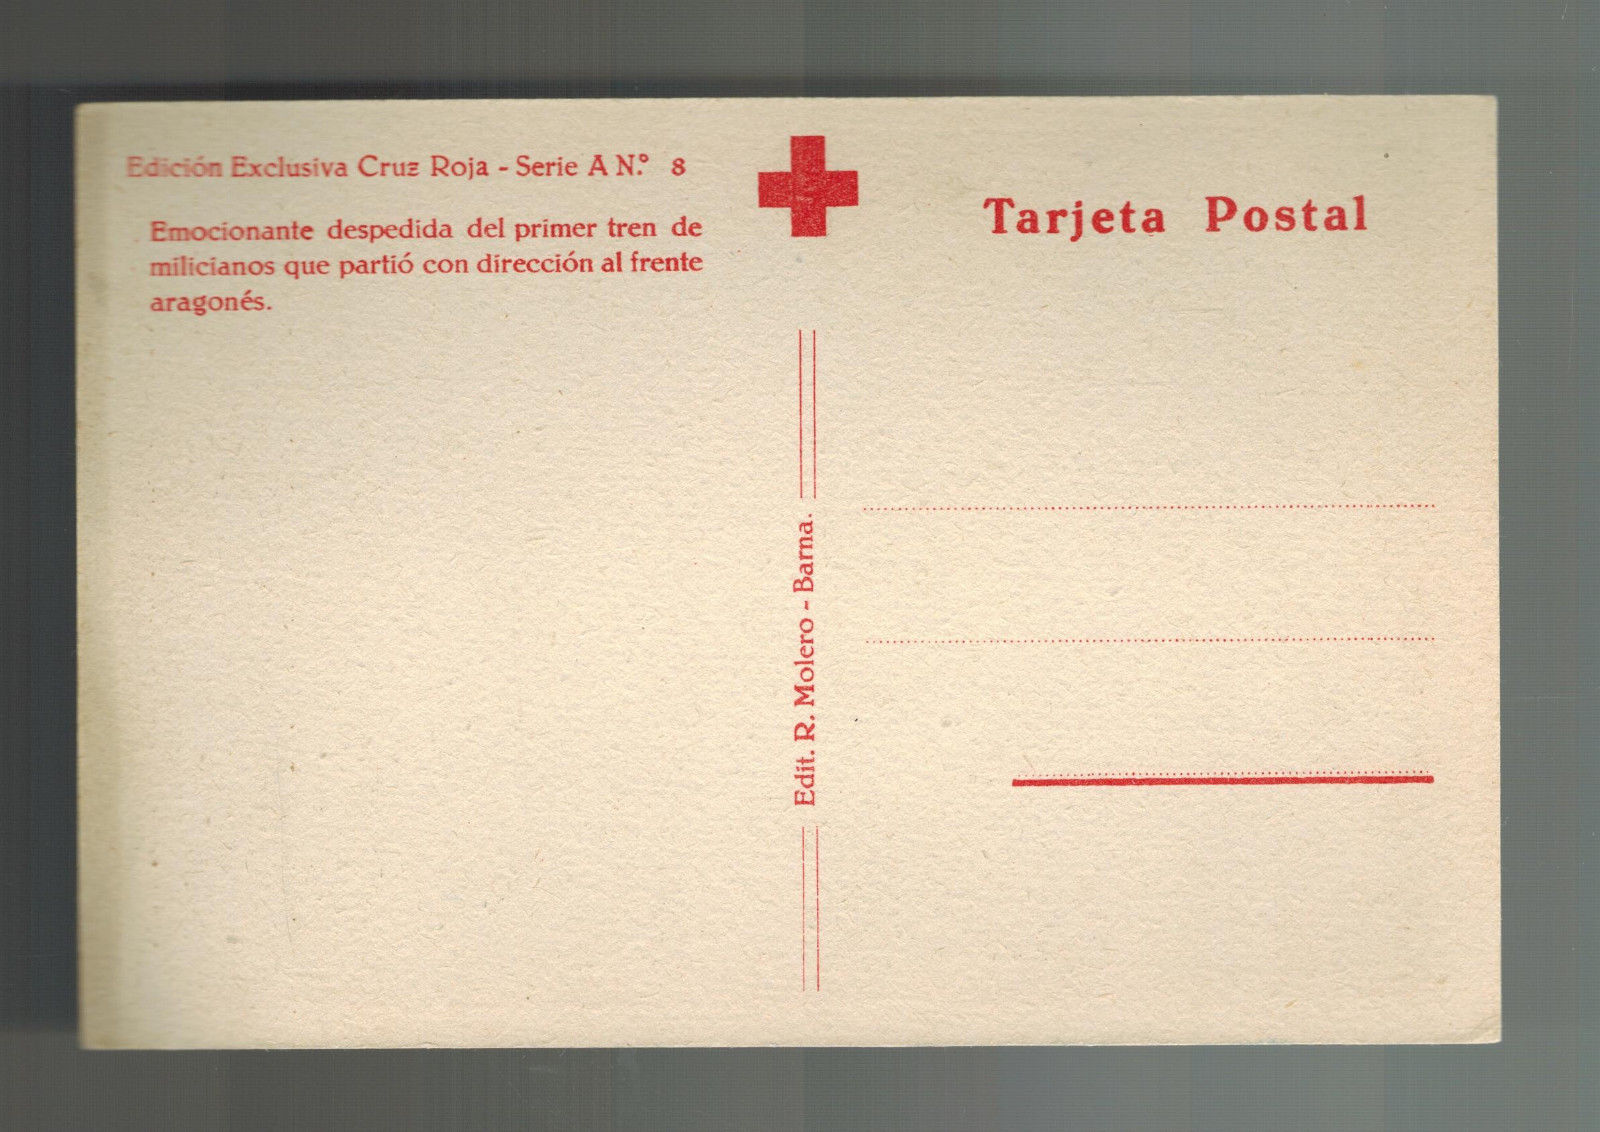 Edición Exclusiva Cruz Roja - Serie A N.º 8
Emocionante despedida del primer tren de
milicianos que partió con dirección al frente
aragonés.
Tarjeta Postal
Edit. R. Molero - Barna.